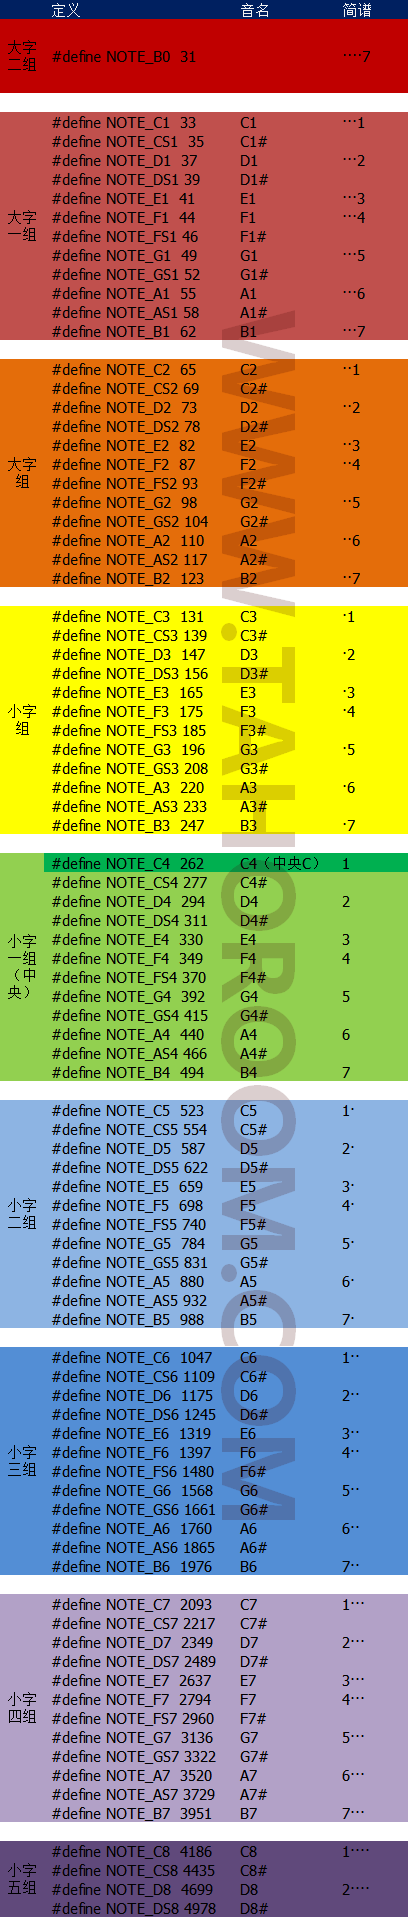 定义 音名 简谱
大字
二组
#define NOTE_B0 31 ····7
大字
一组
#define NOTE_C1 33 C1 ···1
#define NOTE_CS1 35 C1#
#define NOTE_D1 37 D1 ···2
#define NOTE_DS1 39 D1#
#define NOTE_E1 41 E1 ···3
#define NOTE_F1 44 F1 ···4
#define NOTE_FS1 46 F1#
#define NOTE_G1 49 G1 ···5
#define NOTE_GS1 52 G1#
#define NOTE_A1 55 A1 ···6
#define NOTE_AS1 58 A1#
#define NOTE_B1 62 B1 ···7
大字
组
#define NOTE_C2 65 C2 ··1
#define NOTE_CS2 69 C2#
#define NOTE_D2 73 D2 ··2
#define NOTE_DS2 78 D2#
#define NOTE_E2 82 E2 ··3
#define NOTE_F2 87 F2 ··4
#define NOTE_FS2 93 F2#
#define NOTE_G2 98 G2 ··5
#define NOTE_GS2 104 G2#
#define NOTE_A2 110 A2 ··6
#define NOTE_AS2 117 A2#
#define NOTE_B2 123 B2 ··7
小字
组
#define NOTE_C3 131 C3 ·1
#define NOTE_CS3 139 C3#
#define NOTE_D3 147 D3 ·2
#define NOTE_DS3 156 D3#
#define NOTE_E3 165 E3 ·3
#define NOTE_F3 175 F3 ·4
#define NOTE_FS3 185 F3#
#define NOTE_G3 196 G3 ·5
#define NOTE_GS3 208 G3#
#define NOTE_A3 220 A3 ·6
#define NOTE_AS3 233 A3#
#define NOTE_B3 247 B3 ·7
小字
一组
（中
央）
#define NOTE_C4 262 C4（中央C） 1
#define NOTE_CS4 277 C4#
#define NOTE_D4 294 D4 2
#define NOTE_DS4 311 D4#
#define NOTE_E4 330 E4 3
#define NOTE_F4 349 F4 4
#define NOTE_FS4 370 F4#
#define NOTE_G4 392 G4 5
#define NOTE_GS4 415 G4#
#define NOTE_A4 440 A4 6
#define NOTE_AS4 466 A4#
#define NOTE_B4 494 B4 7
小字
二组
#define NOTE_C5 523 C5 1·
#define NOTE_CS5 554 C5#
#define NOTE_D5 587 D5 2·
#define NOTE_DS5 622 D5#
#define NOTE_E5 659 E5 3·
#define NOTE_F5 698 F5 4·
#define NOTE_FS5 740 F5#
#define NOTE_G5 784 G5 5·
#define NOTE_GS5 831 G5#
#define NOTE_A5 880 A5 6·
#define NOTE_AS5 932 A5#
#define NOTE_B5 988 B5 7·
小字
三组
#define NOTE_C6 1047 C6 1··
#define NOTE_CS6 1109 C6#
#define NOTE_D6 1175 D6 2··
#define NOTE_DS6 1245 D6#
#define NOTE_E6 1319 E6 3··
#define NOTE_F6 1397 F6 4··
#define NOTE_FS6 1480 F6#
#define NOTE_G6 1568 G6 5··
#define NOTE_GS6 1661 G6#
#define NOTE_A6 1760 A6 6··
#define NOTE_AS6 1865 A6#
#define NOTE_B6 1976 B6 7··
小字
四组
#define NOTE_C7 2093 C7 1···
#define NOTE_CS7 2217 C7#
#define NOTE_D7 2349 D7 2···
#define NOTE_DS7 2489 D7#
#define NOTE_E7 2637 E7 3···
#define NOTE_F7 2794 F7 4···
#define NOTE_FS7 2960 F7#
#define NOTE_G7 3136 G7 5···
#define NOTE_GS7 3322 G7#
#define NOTE_A7 3520 A7 6···
#define NOTE_AS7 3729 A7#
#define NOTE_B7 3951 B7 7···
小字
五组
#define NOTE_C8 4186 C8 1····
#define NOTE_CS8 4435 C8#
#define NOTE_D8 4699 D8 2····
#define NOTE_DS8 4978 D8#
WWW.TAHOROOM.COM